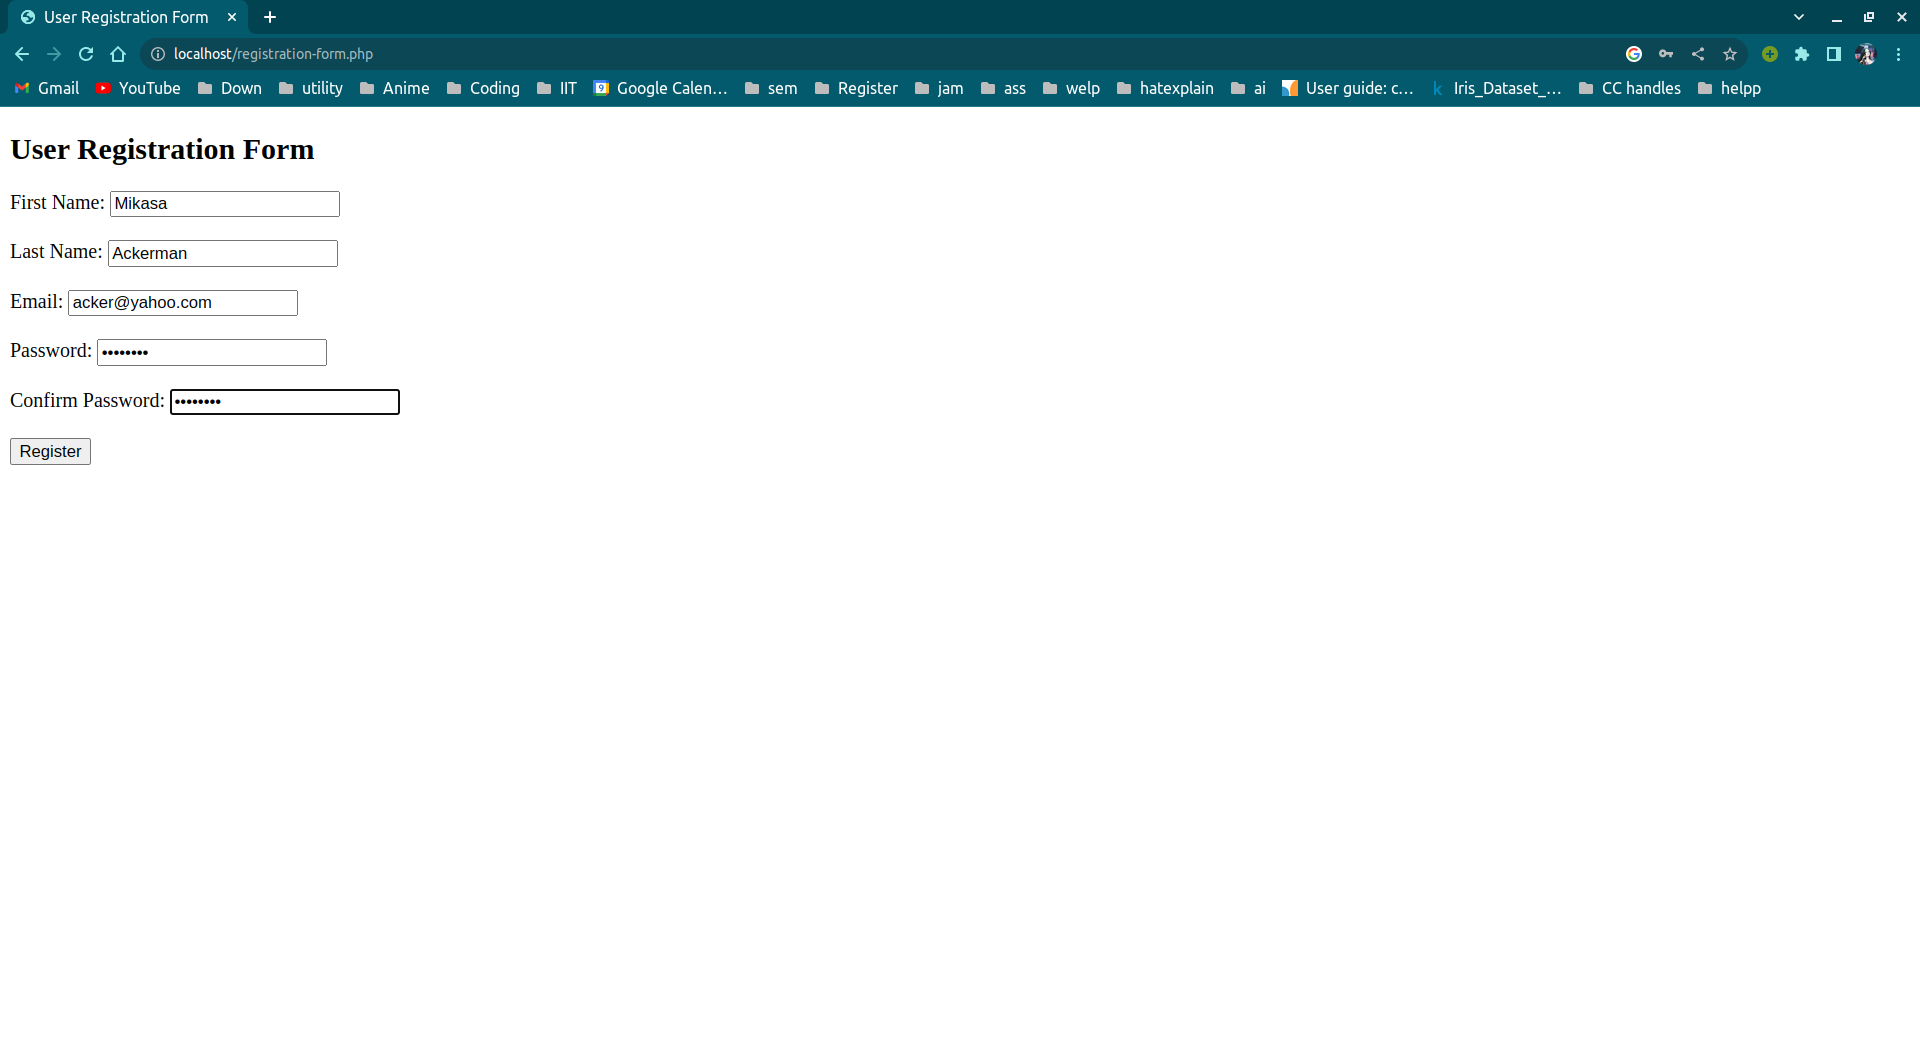 User Registration Form
localhost/registration-form.php
Gmail YouTube Down utility Anime Coding IIT 9 Google Calen... sem Register jam ass welp hatexplain ai User guide: c... k Iris_Dataset_... CC handles helpp
User Registration Form
First Name: Mikasa
Last Name: Ackerman
Email: acker@yahoo.com
Password: ••••••••
Confirm Password: ••••••••
Register